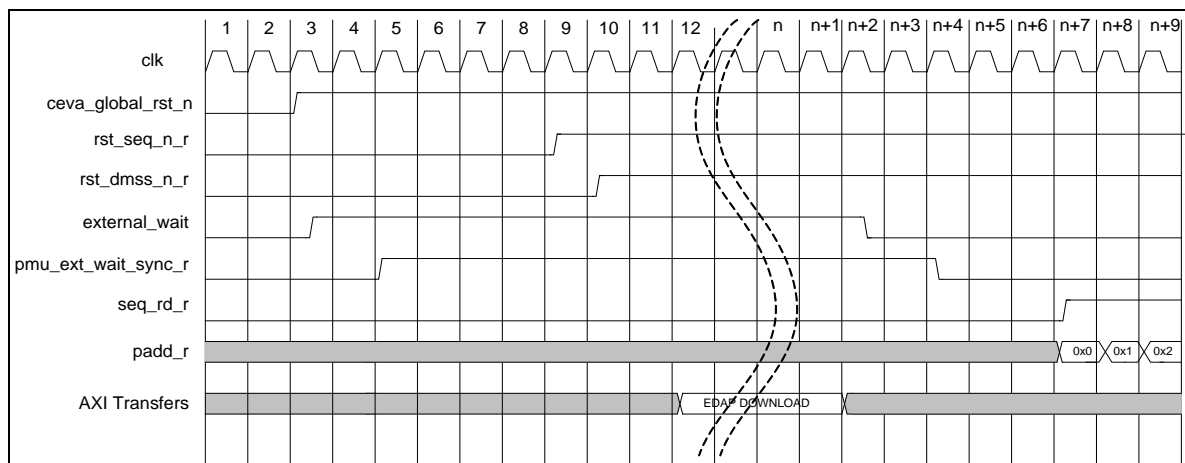 1 2 3 4 5 6 7 8 9 10 11 12 n n+1 n+2 n+3 n+4 n+5 n+6 n+7 n+8 n+9
clk
ceva_global_rst_n
rst_seq_n_r
rst_dmss_n_r
external_wait
pmu_ext_wait_sync_r
seq_rd_r
padd_r 0x0 0x1 0x2
AXI Transfers EDAP DOWNLOAD